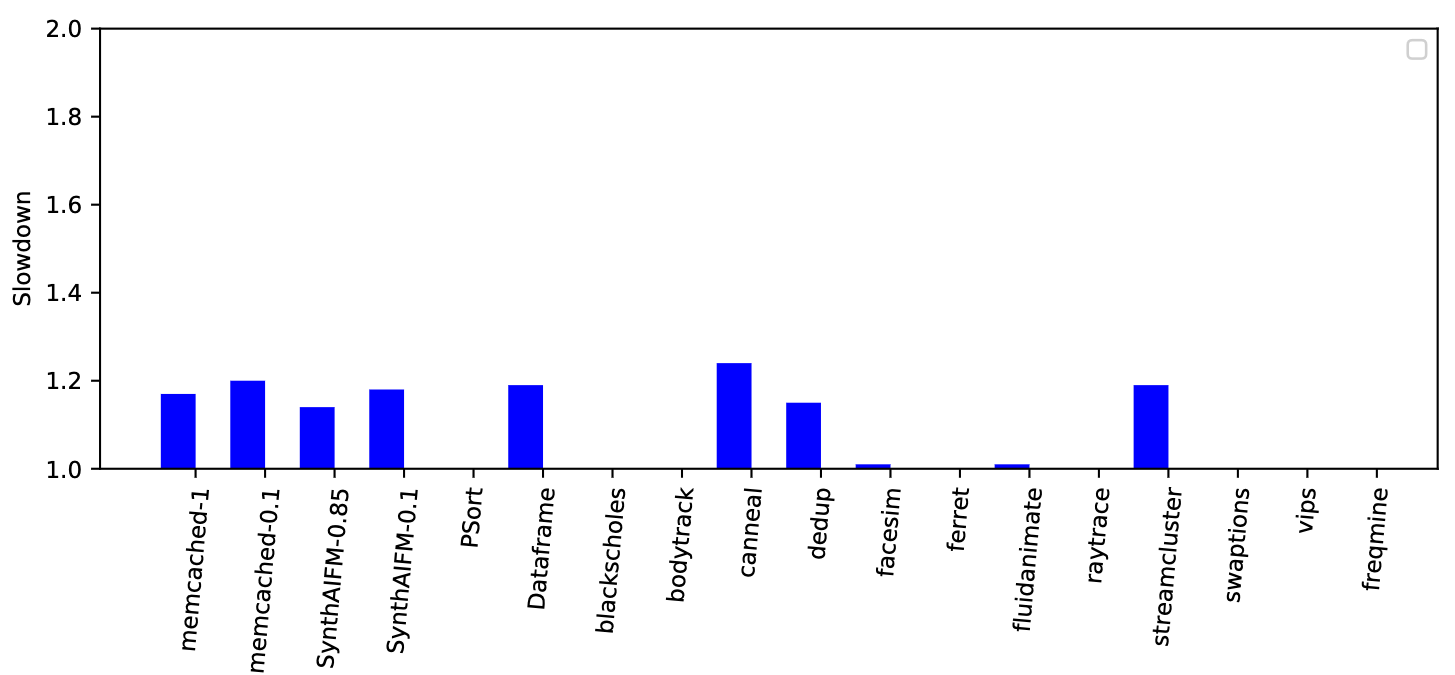 2.0
1.8
1.6
1.4
1.2
1.0
Slowdown
memcached-1
memcached-0.1
SynthAIFM-0.85
SynthAIFM-0.1
PSort
Dataframe
blackscholes
bodytrack
canneal
dedup
facesim
ferret
fluidanimate
raytrace
streamcluster
swaptions
vips
freqmine